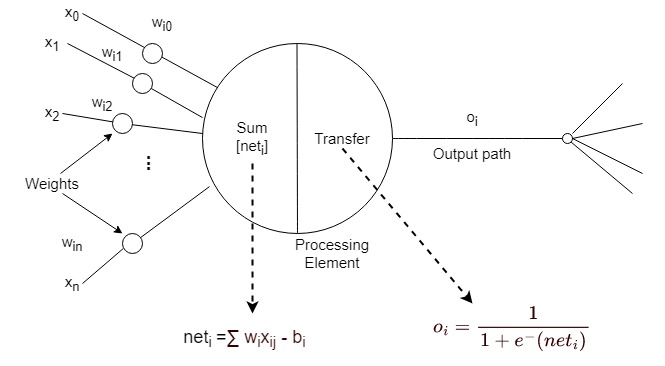 x₀
wᵢ₀
x₁
wᵢ₁
x₂
wᵢ₂
Sum
[netᵢ]
Transfer
oᵢ
Output path
⋮
Weights
wᵢₙ
xₙ
Processing
Element
netᵢ =∑ wᵢxᵢⱼ - bᵢ
oᵢ = 1 / (1 + e⁻(netᵢ))